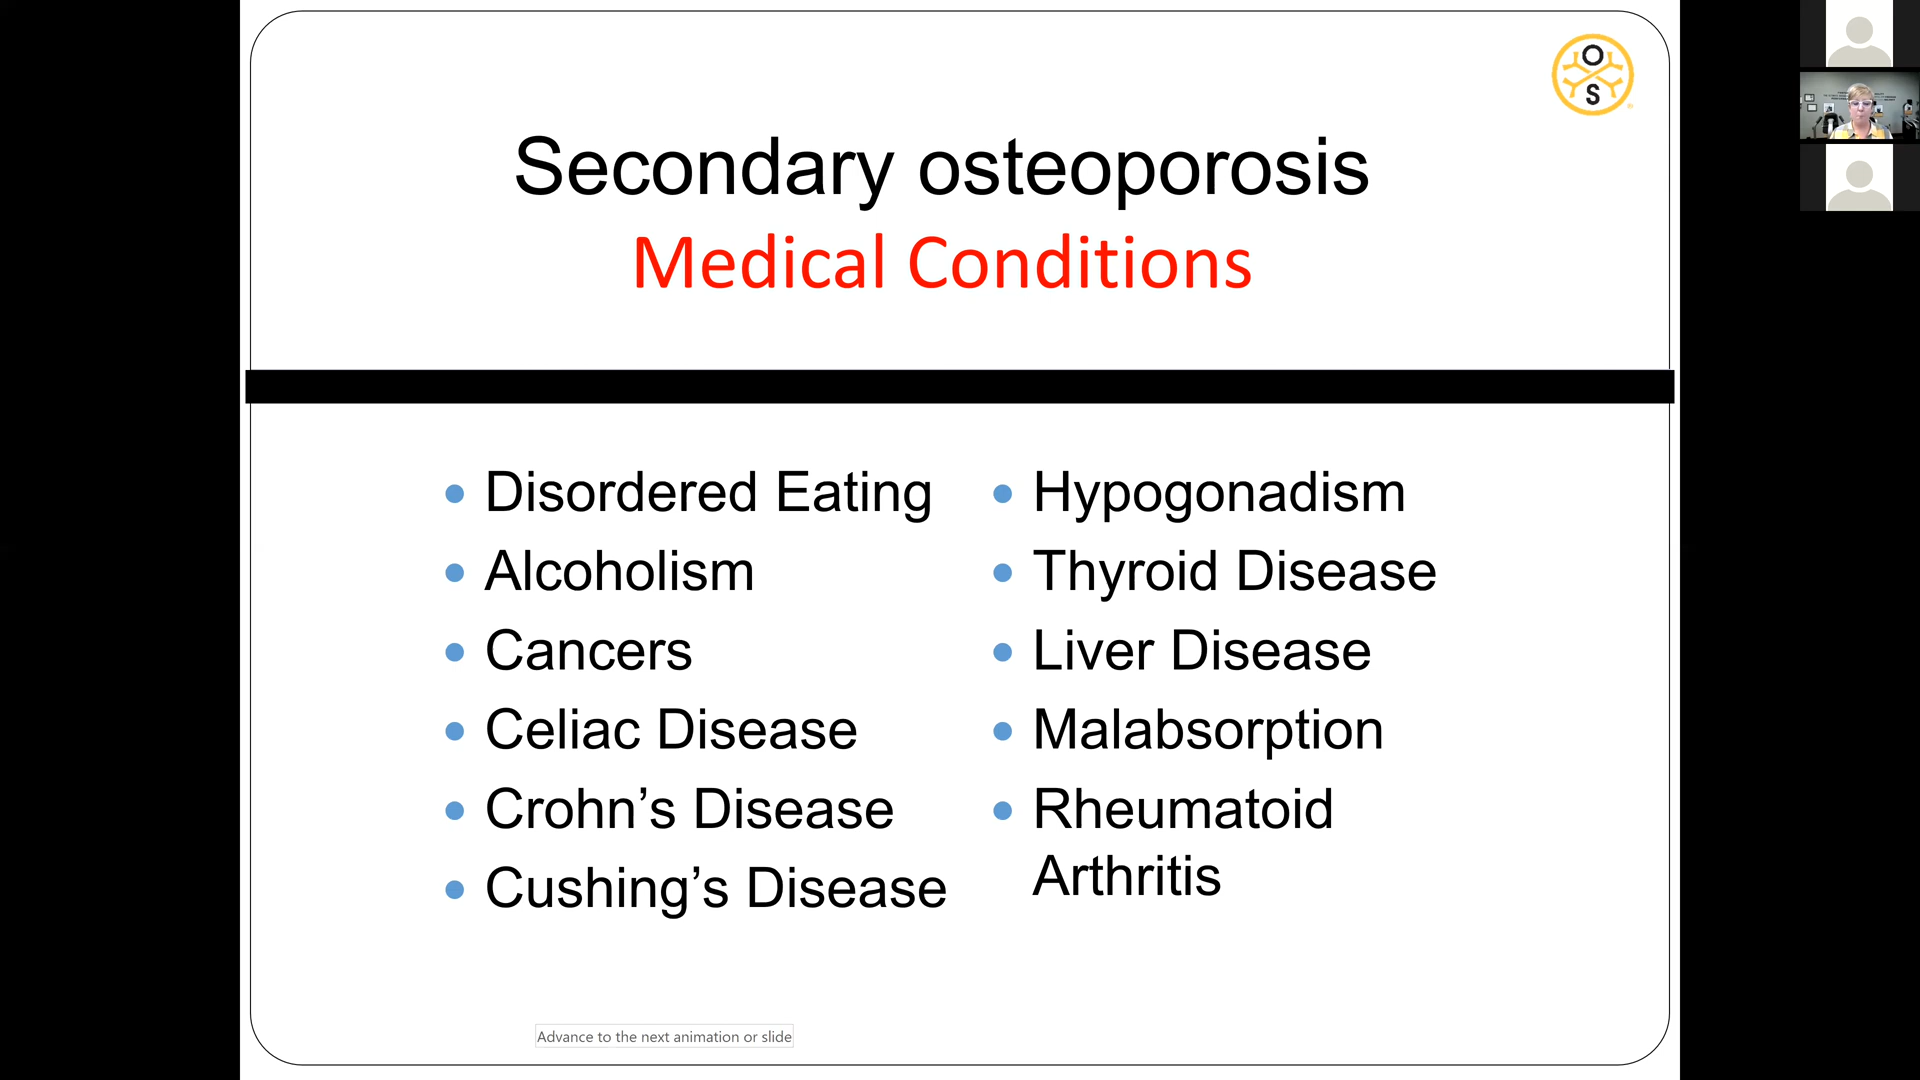 O
S
Secondary osteoporosis
Medical Conditions
• Disordered Eating
• Alcoholism
• Cancers
• Celiac Disease
• Crohn’s Disease
• Cushing’s Disease
• Hypogonadism
• Thyroid Disease
• Liver Disease
• Malabsorption
• Rheumatoid
Arthritis
Advance to the next animation or slide